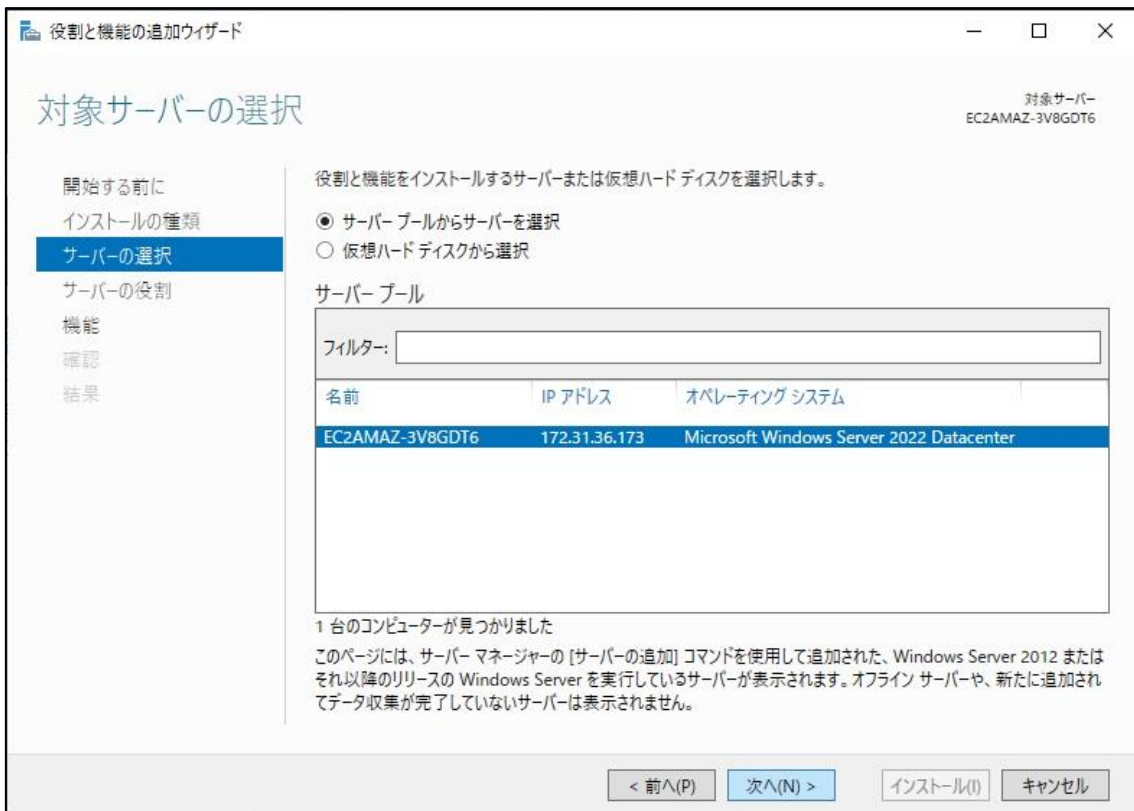 役割と機能の追加ウィザード
対象サーバーの選択
対象サーバー
EC2AMAZ-3V8GDT6
開始する前に
インストールの種類
サーバーの選択
サーバーの役割
機能
確認
結果
役割と機能をインストールするサーバーまたは仮想ハード ディスクを選択します。
サーバー プールからサーバーを選択
仮想ハード ディスクから選択
サーバー プール
フィルター:
名前 IP アドレス オペレーティング システム
EC2AMAZ-3V8GDT6 172.31.36.173 Microsoft Windows Server 2022 Datacenter
1 台のコンピューターが見つかりました
このページには、サーバー マネージャーの [サーバーの追加] コマンドを使用して追加された、Windows Server 2012 または
それ以降のリリースの Windows Server を実行しているサーバーが表示されます。オフライン サーバーや、新たに追加され
てデータ収集が完了していないサーバーは表示されません。
< 前へ(P) 次へ(N) > インストール(I) キャンセル